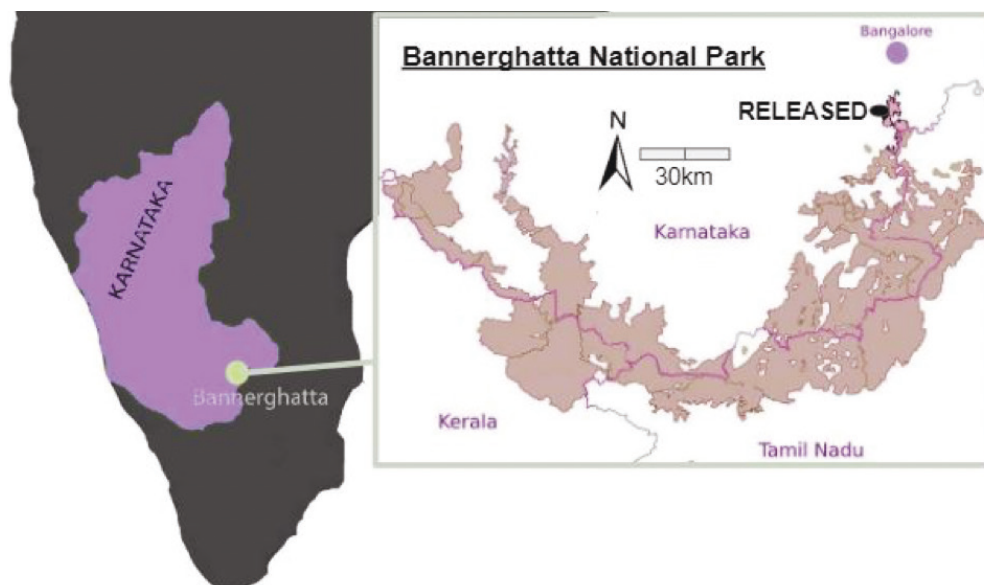 KARNATAKA
Bannerghatta
Bannerghatta National Park
Bangalore
RELEASED
N
30km
Karnataka
Kerala
Tamil Nadu